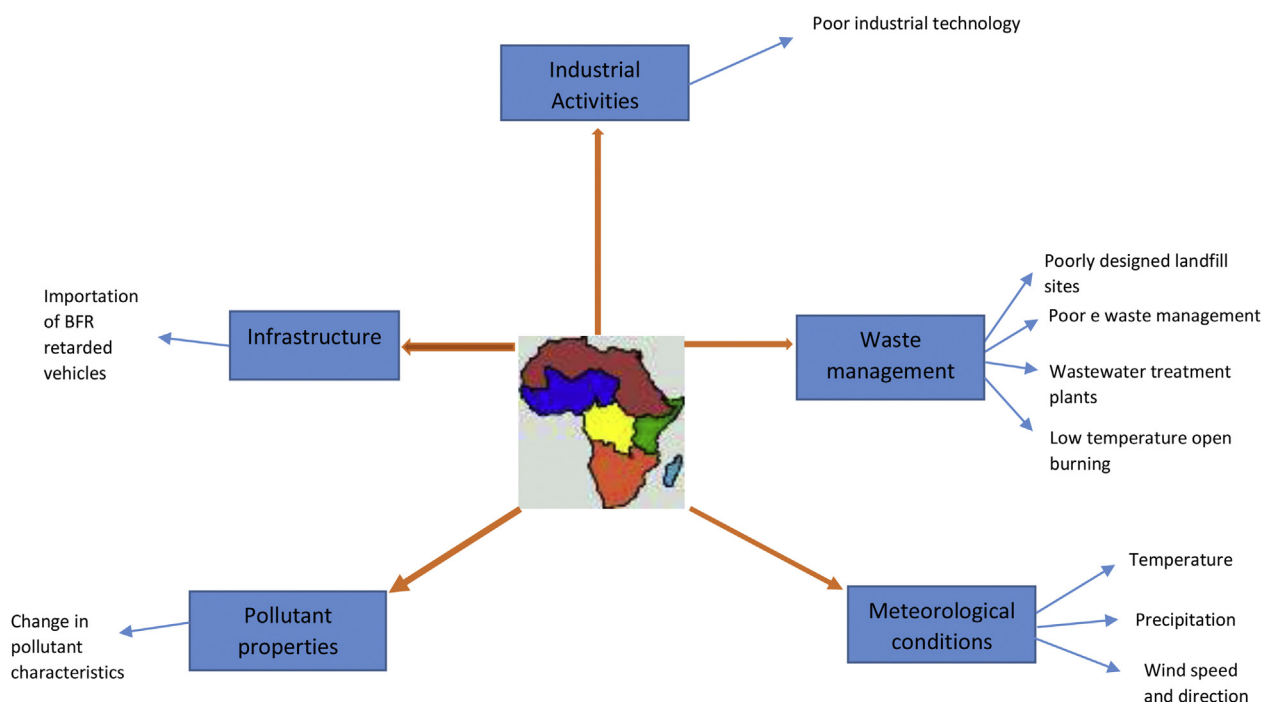 Poor industrial technology
Industrial
Activities
Poorly designed landfill
sites
Poor e waste management
Wastewater treatment
plants
Low temperature open
burning
Waste
management
Importation
of BFR
retarded
vehicles
Infrastructure
Temperature
Precipitation
Wind speed
and direction
Meteorological
conditions
Pollutant
properties
Change in
pollutant
characteristics